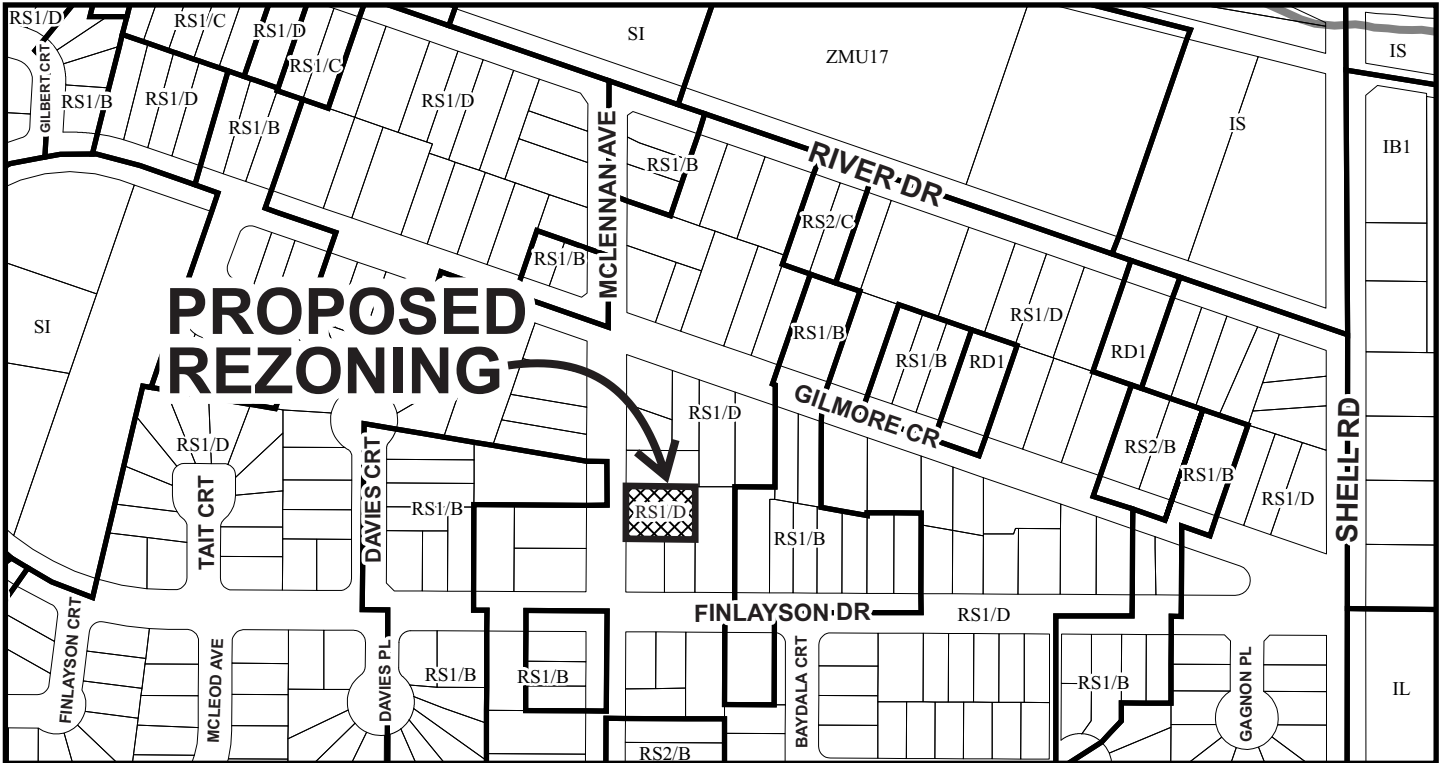 RS1/D
RS1/C
RS1/D
RS1/C
SI
ZMU17
IS
IS
IB1
GILBERT CRT
RS1/B
RS1/D
RS1/B
RS1/D
MCLENNAN AVE
RS1/B
RIVER DR
RS2/C
RS1/B
PROPOSED
REZONING
SI
RS1/B
RS1/B
RD1
RS1/D
RD1
GILMORE CR
RS1/D
RS1/D
TAIT CRT
DAVIES CRT
RS1/B
RS1/D
RS1/B
RS2/B
RS1/B
RS1/D
SHELL RD
FINLAYSON DR
RS1/D
FINLAYSON CRT
MCLEOD AVE
DAVIES PL
RS1/B
RS1/B
BAYDALA CRT
RS1/B
GAGNON PL
IL
RS2/B